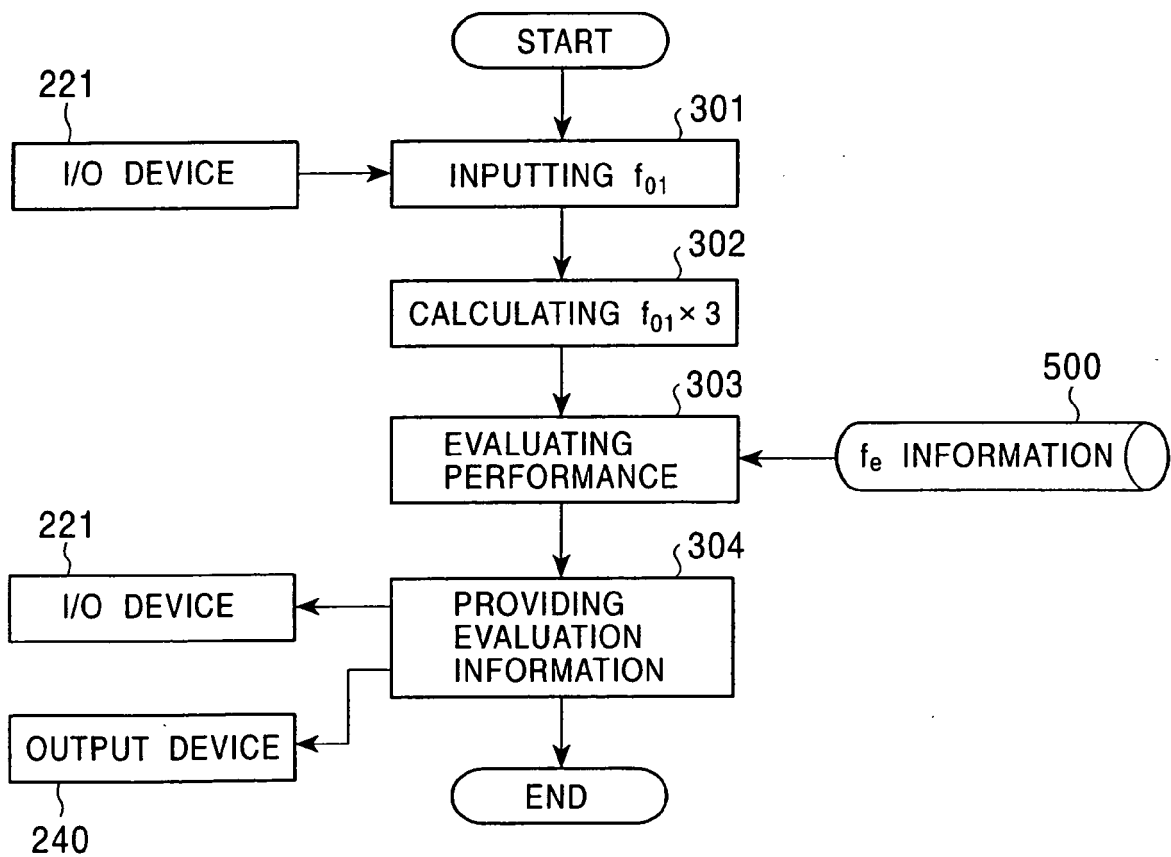 START
221
301
I/O DEVICE
INPUTTING f₀₁
302
CALCULATING f₀₁ × 3
303
500
EVALUATING
PERFORMANCE
fₑ INFORMATION
221
304
I/O DEVICE
PROVIDING
EVALUATION
INFORMATION
OUTPUT DEVICE
240
END